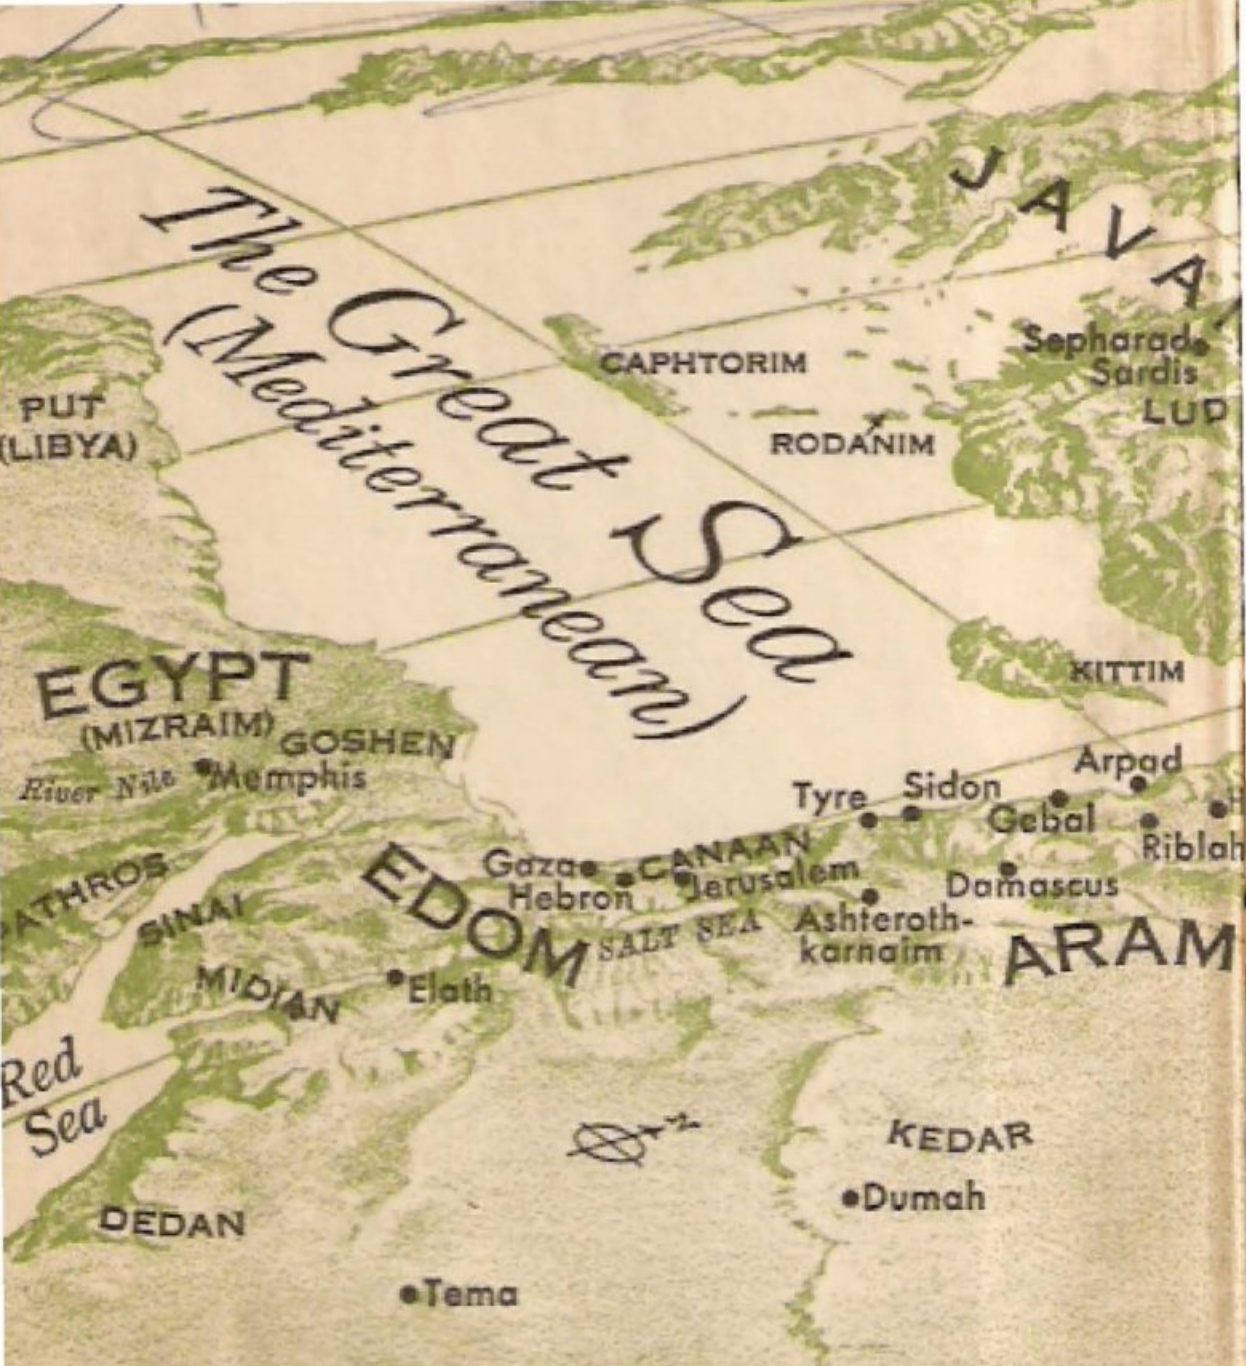 JAVA
The Great Sea
(Mediterranean)
CAPHTORIM
RODANIM
Sepharad
Sardis
LUD
PUT
(LIBYA)
KITTIM
EGYPT
(MIZRAIM)
GOSHEN
River Nile
Memphis
PATHROS
SINAI
MIDIAN
EDOM
Elath
Gaza
Hebron
CANAAN
Jerusalem
SALT SEA
Tyre
Sidon
Arpad
Gebal
Riblah
H
Damascus
Ashteroth-
karnaim
ARAM
Red
Sea
N
KEDAR
Dumah
DEDAN
Tema